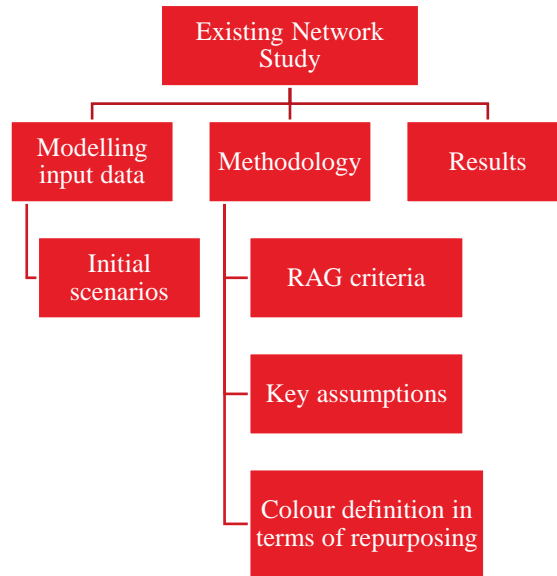 Existing Network
Study
Modelling
input data
Methodology
Results
Initial
scenarios
RAG criteria
Key assumptions
Colour definition in
terms of repurposing